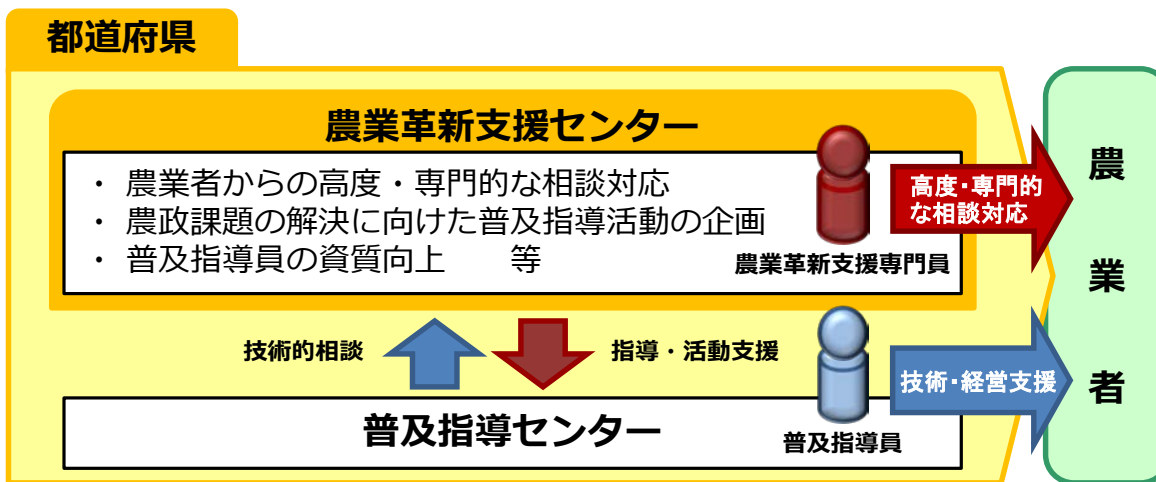 都道府県
農業革新支援センター
・ 農業者からの高度・専門的な相談対応
・ 農政課題の解決に向けた普及指導活動の企画
・ 普及指導員の資質向上　　等
農業革新支援専門員
高度・専門的
な相談対応
技術的相談
指導・活動支援
普及指導センター
普及指導員
技術・経営支援
農業者